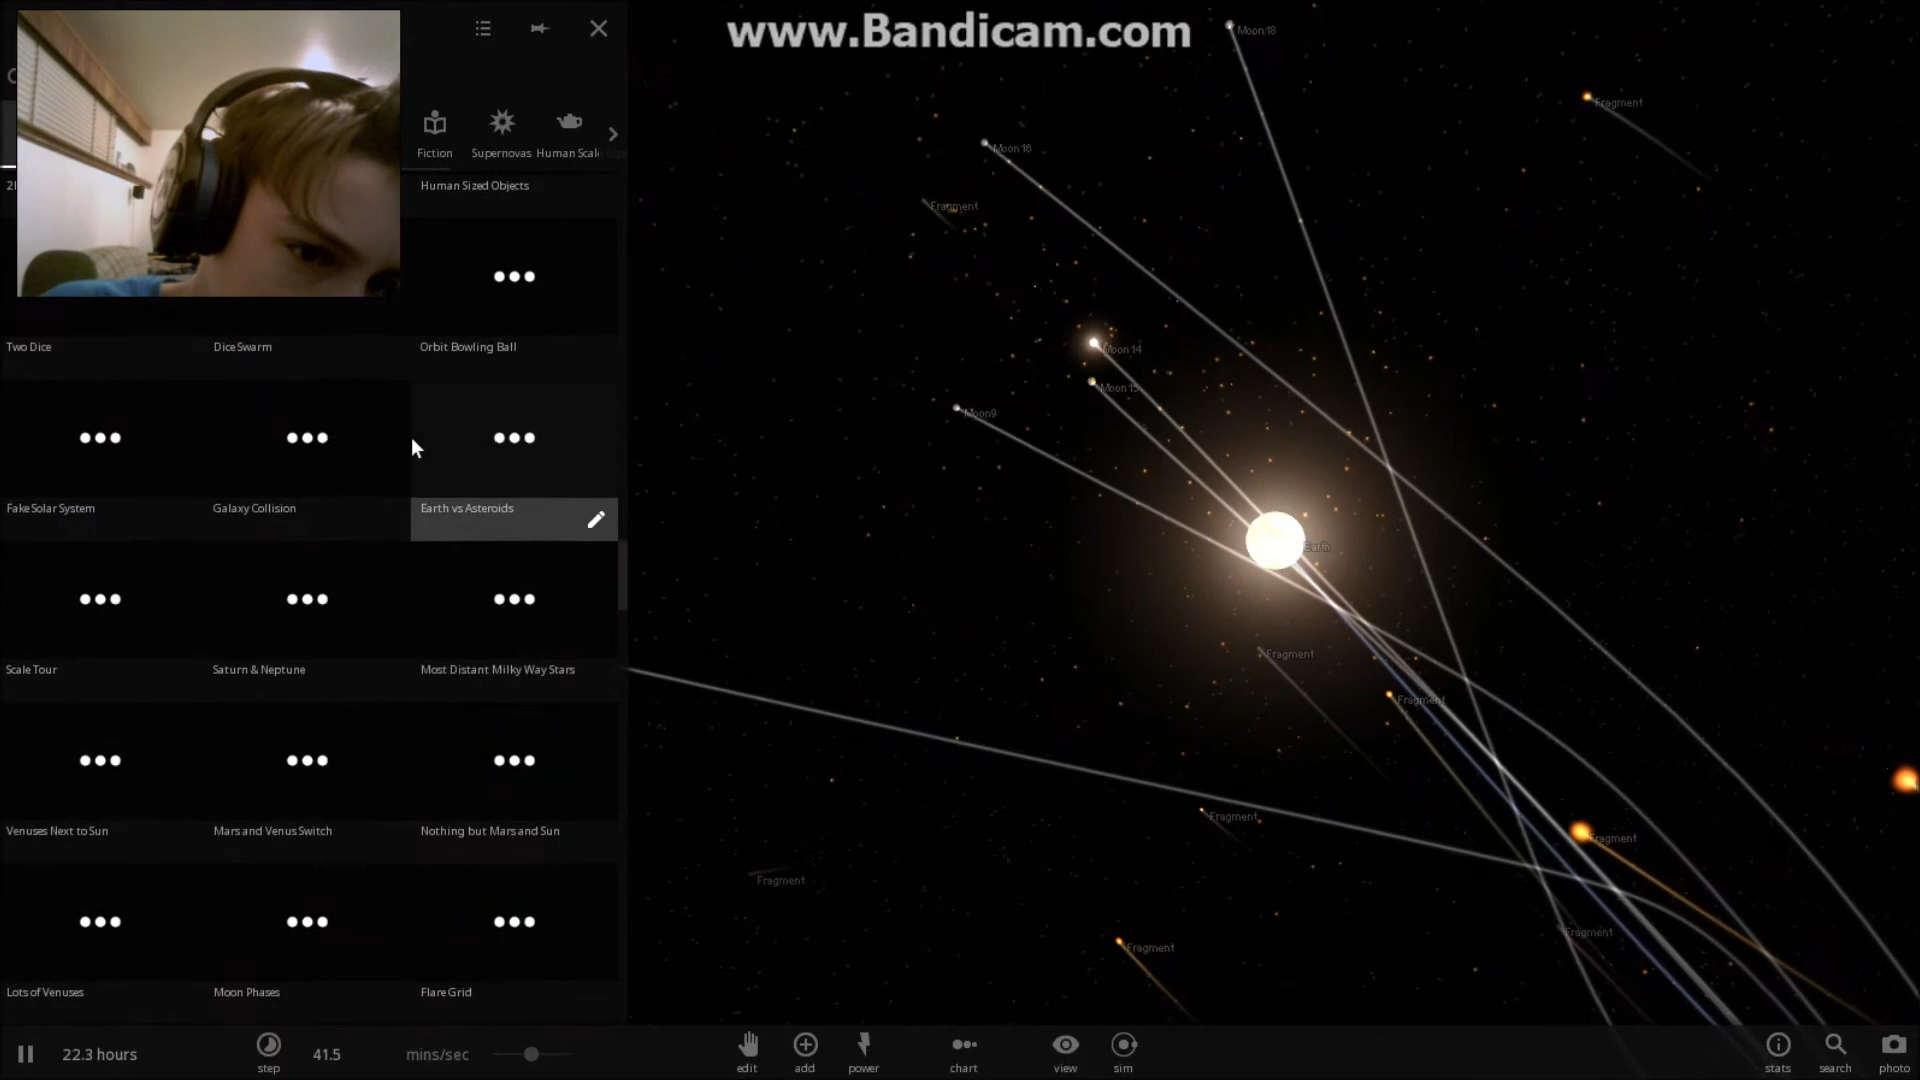 www.Bandicam.com
Fiction
Supernovas
Human Scale
Human Sized Objects
Two Dice
Dice Swarm
Orbit Bowling Ball
Fake Solar System
Galaxy Collision
Earth vs Asteroids
Scale Tour
Saturn & Neptune
Most Distant Milky Way Stars
Venuses Next to Sun
Mars and Venus Switch
Nothing but Mars and Sun
Lots of Venuses
Moon Phases
Flare Grid
Moon 18
Fragment
Moon 16
Fragment
Moon 14
Moon 15
Moon9
Earth
Fragment
Fragment
Fragment
Fragment
Fragment
Fragment
Fragment
22.3 hours
step
41.5
mins/sec
edit
add
power
chart
view
sim
stats
search
photo